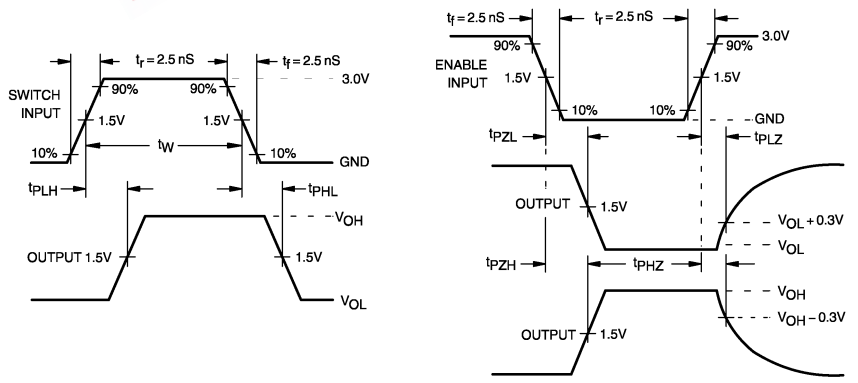 tr = 2.5 nS
tf = 2.5 nS
90%
90%
3.0V
SWITCH
INPUT
1.5V
1.5V
tW
10%
10%
GND
tPLH
tPHL
VOH
OUTPUT 1.5V
1.5V
VOL
tf = 2.5 nS
tr = 2.5 nS
3.0V
90%
90%
ENABLE
INPUT
1.5V
1.5V
10%
10%
GND
tPZL
tPLZ
OUTPUT
1.5V
VOL + 0.3V
VOL
tPZH
tPHZ
VOH
VOH − 0.3V
OUTPUT
1.5V